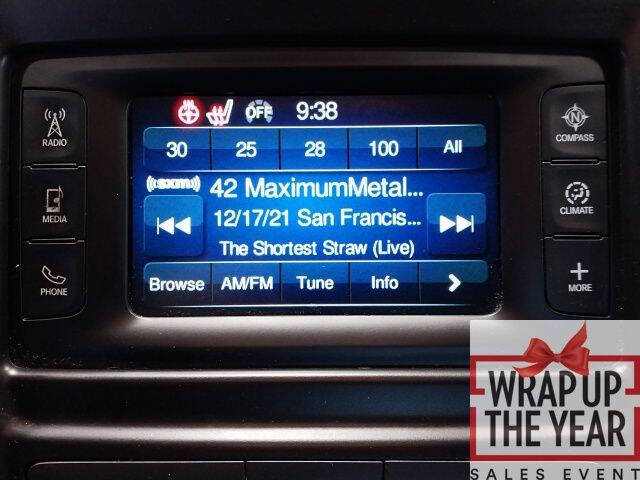 OFF 9:38
30 25 28 100 All
((sxm)) 42 MaximumMetal...
12/17/21 San Francis...
The Shortest Straw (Live)
Browse AM/FM Tune Info
RADIO
MEDIA
PHONE
N
COMPASS
CLIMATE
MORE
WRAP UP
THE YEAR
SALES EVENT